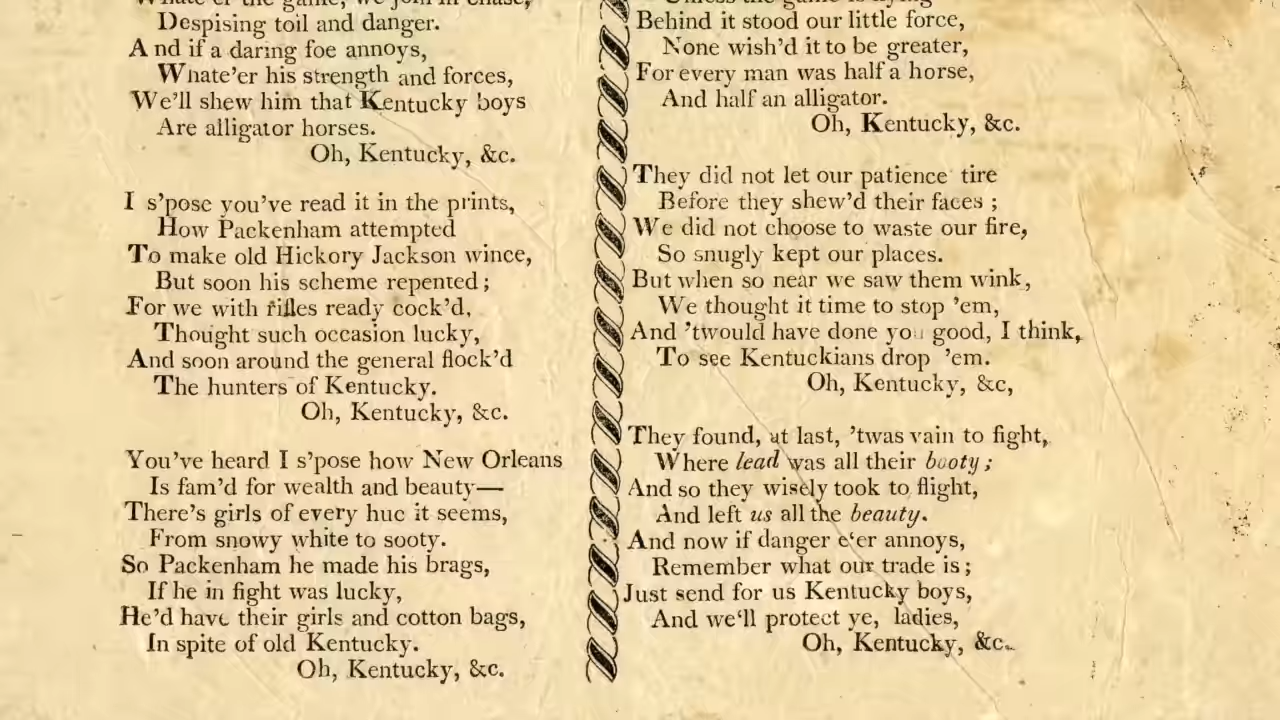 Whate'er the game, we join in chase,
Despising toil and danger.
And if a daring foe annoys,
Whate'er his strength and forces,
We'll shew him that Kentucky boys
Are alligator horses.
Oh, Kentucky, &c.
I s'pose you've read it in the prints,
How Packenham attempted
To make old Hickory Jackson wince,
But soon his scheme repented;
For we with rifles ready cock'd,
Thought such occasion lucky,
And soon around the general flock'd
The hunters of Kentucky.
Oh, Kentucky, &c.
You've heard I s'pose how New Orleans
Is fam'd for wealth and beauty—
There's girls of every hue it seems,
From snowy white to sooty.
So Packenham he made his brags,
If he in fight was lucky,
He'd have their girls and cotton bags,
In spite of old Kentucky.
Oh, Kentucky, &c.
Unless the game is dying
Behind it stood our little force,
None wish'd it to be greater,
For every man was half a horse,
And half an alligator.
Oh, Kentucky, &c.
They did not let our patience tire
Before they shew'd their faces ;
We did not choose to waste our fire,
So snugly kept our places.
But when so near we saw them wink,
We thought it time to stop 'em,
And 'twould have done you good, I think,
To see Kentuckians drop 'em.
Oh, Kentucky, &c,
They found, at last, 'twas vain to fight,
Where lead was all their booty ;
And so they wisely took to flight,
And left us all the beauty.
And now if danger e'er annoys,
Remember what our trade is ;
Just send for us Kentucky boys,
And we'll protect ye, ladies,
Oh, Kentucky, &c.